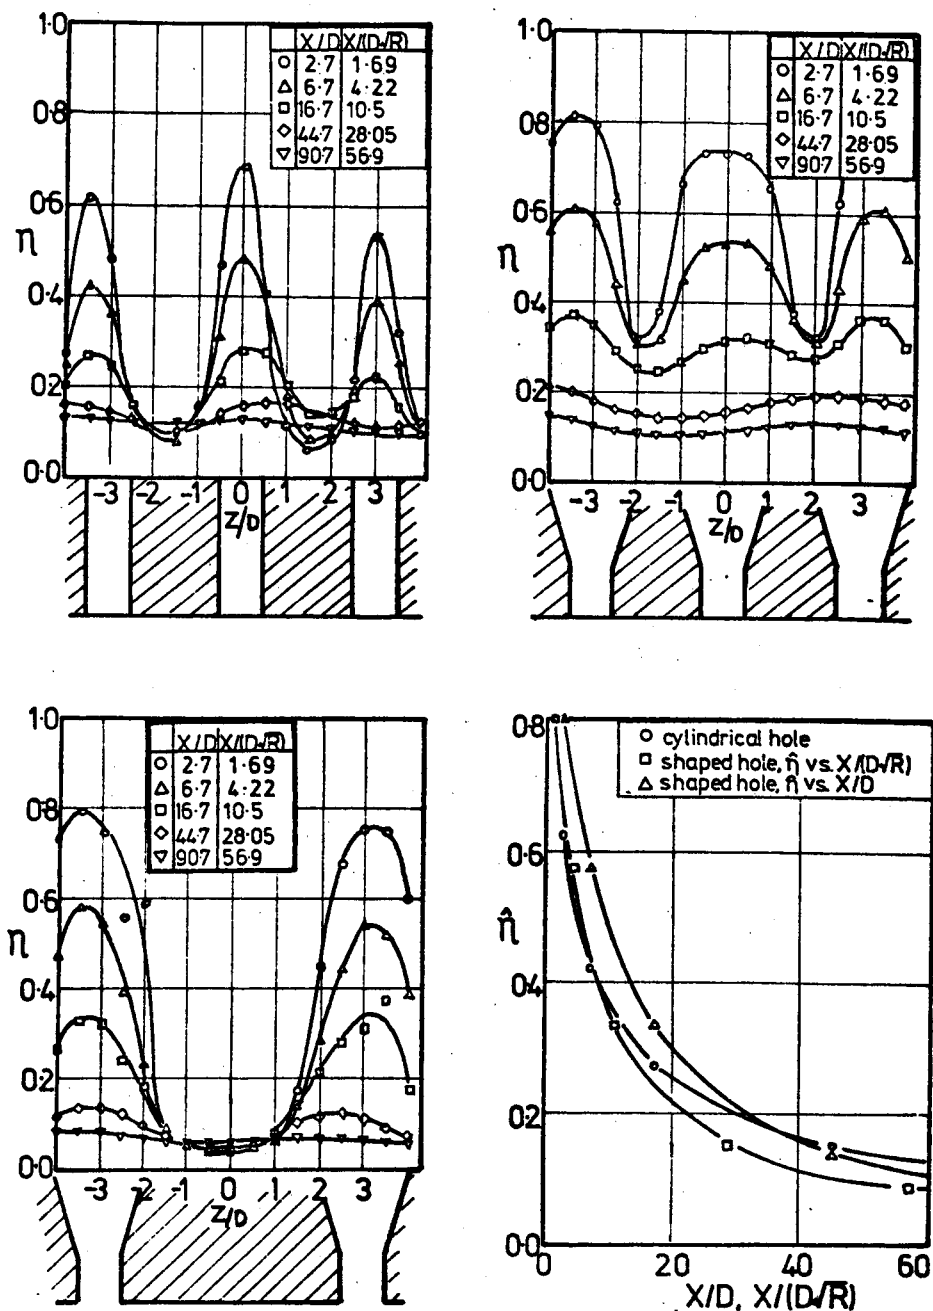 X/D X/(D√R)
2·7 1·69
6·7 4·22
16·7 10·5
44·7 28·05
90·7 56·9
1·0
0·8
0·6
η
0·4
0·2
0·0
-3 -2 -1 0 1 2 3
Z/D
X/D X/(D√R)
2·7 1·69
6·7 4·22
16·7 10·5
44·7 28·05
90·7 56·9
1·0
0·8
0·6
η
0·4
0·2
0·0
-3 -2 -1 0 1 2 3
Z/D
X/D X/(D√R)
2·7 1·69
6·7 4·22
16·7 10·5
44·7 28·05
90·7 56·9
1·0
0·8
0·6
η
0·4
0·2
0·0
-3 -2 -1 0 1 2 3
Z/D
cylindrical hole
shaped hole, η̂ vs. X/(D√R)
shaped hole, η̂ vs. X/D
0·8
0·6
η̂
0·4
0·2
0·0
0 20 40 60
X/D, X/(D√R)